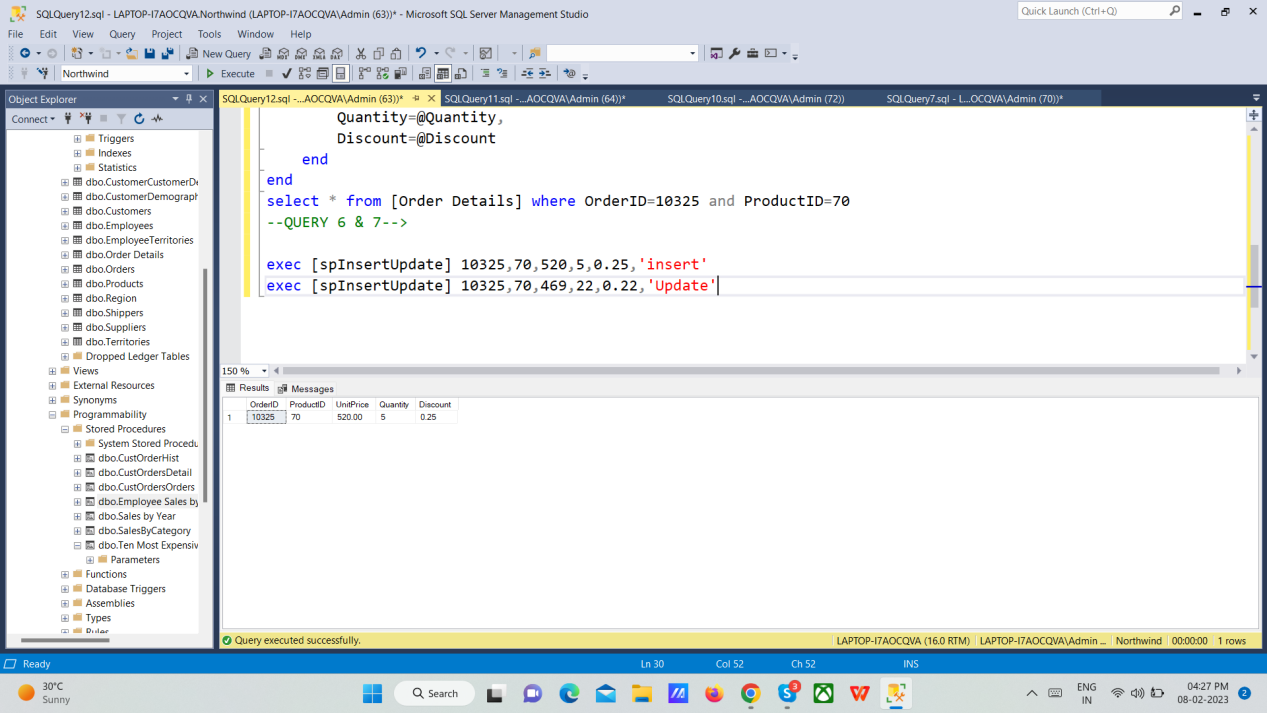 SQLQuery12.sql - LAPTOP-I7AOCQVA.Northwind (LAPTOP-I7AOCQVA\Admin (63))* - Microsoft SQL Server Management Studio
Quick Launch (Ctrl+Q)
File Edit View Query Project Tools Window Help
New Query
Northwind Execute
Object Explorer
SQLQuery12.sql -...AOCQVA\Admin (63))* SQLQuery11.sql -...AOCQVA\Admin (64))* SQLQuery10.sql -...AOCQVA\Admin (72)) SQLQuery7.sql - L...OCQVA\Admin (70))*
Connect
Triggers
Indexes
Statistics
dbo.CustomerCustomerDe
dbo.CustomerDemograph
dbo.Customers
dbo.Employees
dbo.EmployeeTerritories
dbo.Order Details
dbo.Orders
dbo.Products
dbo.Region
dbo.Shippers
dbo.Suppliers
dbo.Territories
Dropped Ledger Tables
Views
External Resources
Synonyms
Programmability
Stored Procedures
System Stored Procedu
dbo.CustOrderHist
dbo.CustOrdersDetail
dbo.CustOrdersOrders
dbo.Employee Sales by
dbo.Sales by Year
dbo.SalesByCategory
dbo.Ten Most Expensiv
Parameters
Functions
Database Triggers
Assemblies
Types
Rules
Quantity=@Quantity,
Discount=@Discount
end
end
select * from [Order Details] where OrderID=10325 and ProductID=70
--QUERY 6 & 7-->
exec [spInsertUpdate] 10325,70,520,5,0.25,'insert'
exec [spInsertUpdate] 10325,70,469,22,0.22,'Update'
150 %
Results Messages
OrderID ProductID UnitPrice Quantity Discount
1 10325 70 520.00 5 0.25
Query executed successfully. LAPTOP-I7AOCQVA (16.0 RTM) LAPTOP-I7AOCQVA\Admin ... Northwind 00:00:00 1 rows
Ready Ln 30 Col 52 Ch 52 INS
30°C
Sunny
Search
3
ENG
IN
04:27 PM
08-02-2023
2